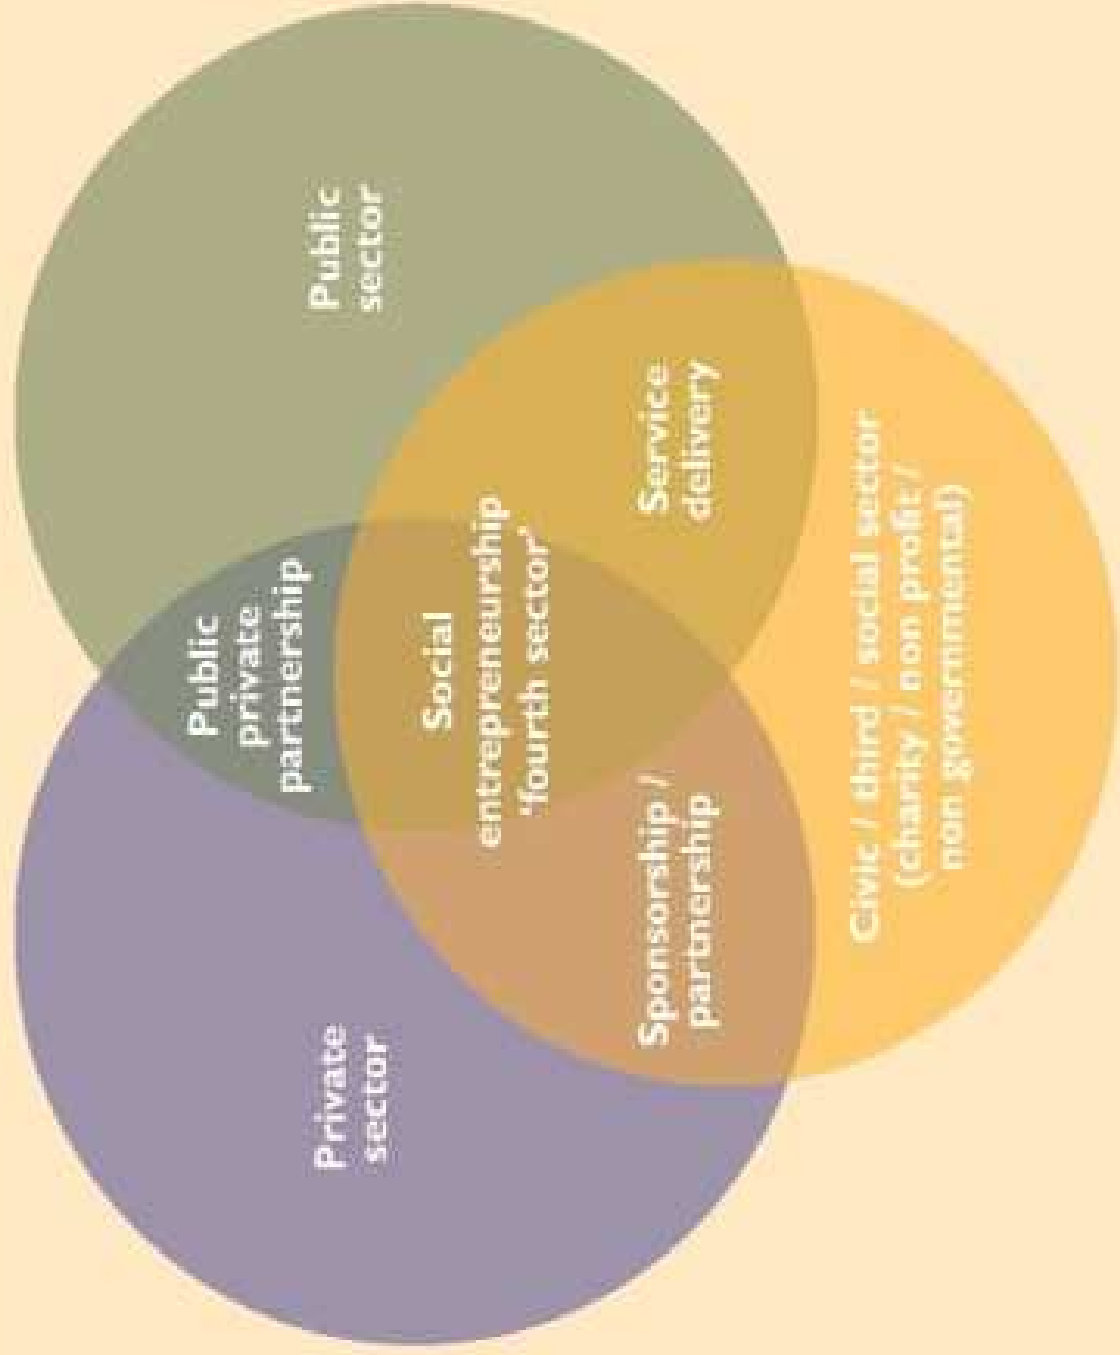 Private
sector
Public
private
partnership
Public
sector
Social
entrepreneurship
‘fourth sector’
Sponsorship /
partnership
Service
delivery
Civic / third / social sector
(charity / non profit /
non governmental)